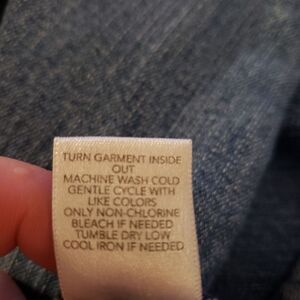 TURN GARMENT INSIDE
OUT
MACHINE WASH COLD
GENTLE CYCLE WITH
LIKE COLORS
ONLY NON-CHLORINE
BLEACH IF NEEDED
TUMBLE DRY LOW
COOL IRON IF NEEDED